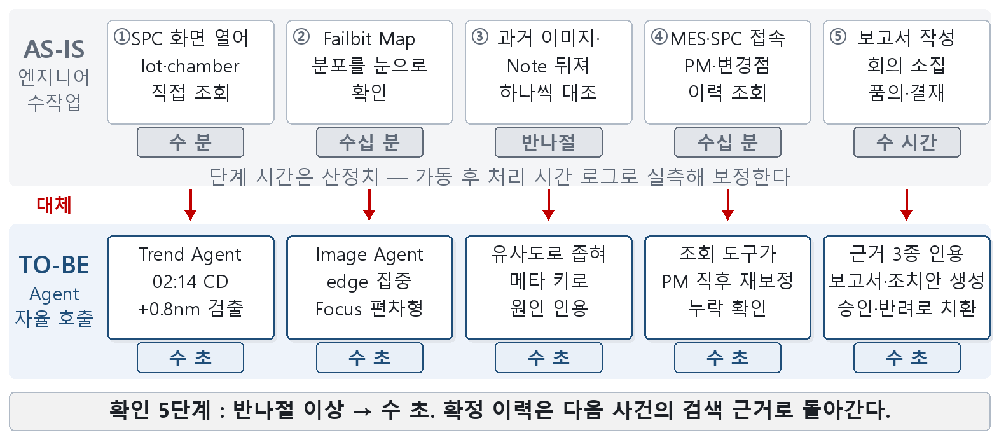 AS-IS
엔지니어
수작업
①SPC 화면 열어
lot·chamber
직접 조회
수 분
② Failbit Map
분포를 눈으로
확인
수십 분
③ 과거 이미지·
Note 뒤져
하나씩 대조
반나절
④MES·SPC 접속
PM·변경점
이력 조회
수십 분
⑤ 보고서 작성
회의 소집
품의·결재
수 시간
단계 시간은 산정치 — 가동 후 처리 시간 로그로 실측해 보정한다
대체
TO-BE
Agent
자율 호출
Trend Agent
02:14 CD
+0.8nm 검출
수 초
Image Agent
edge 집중
Focus 편차형
수 초
유사도로 좁혀
메타 키로
원인 인용
수 초
조회 도구가
PM 직후 재보정
누락 확인
수 초
근거 3종 인용
보고서·조치안 생성
승인·반려로 치환
수 초
확인 5단계 : 반나절 이상 → 수 초. 확정 이력은 다음 사건의 검색 근거로 돌아간다.